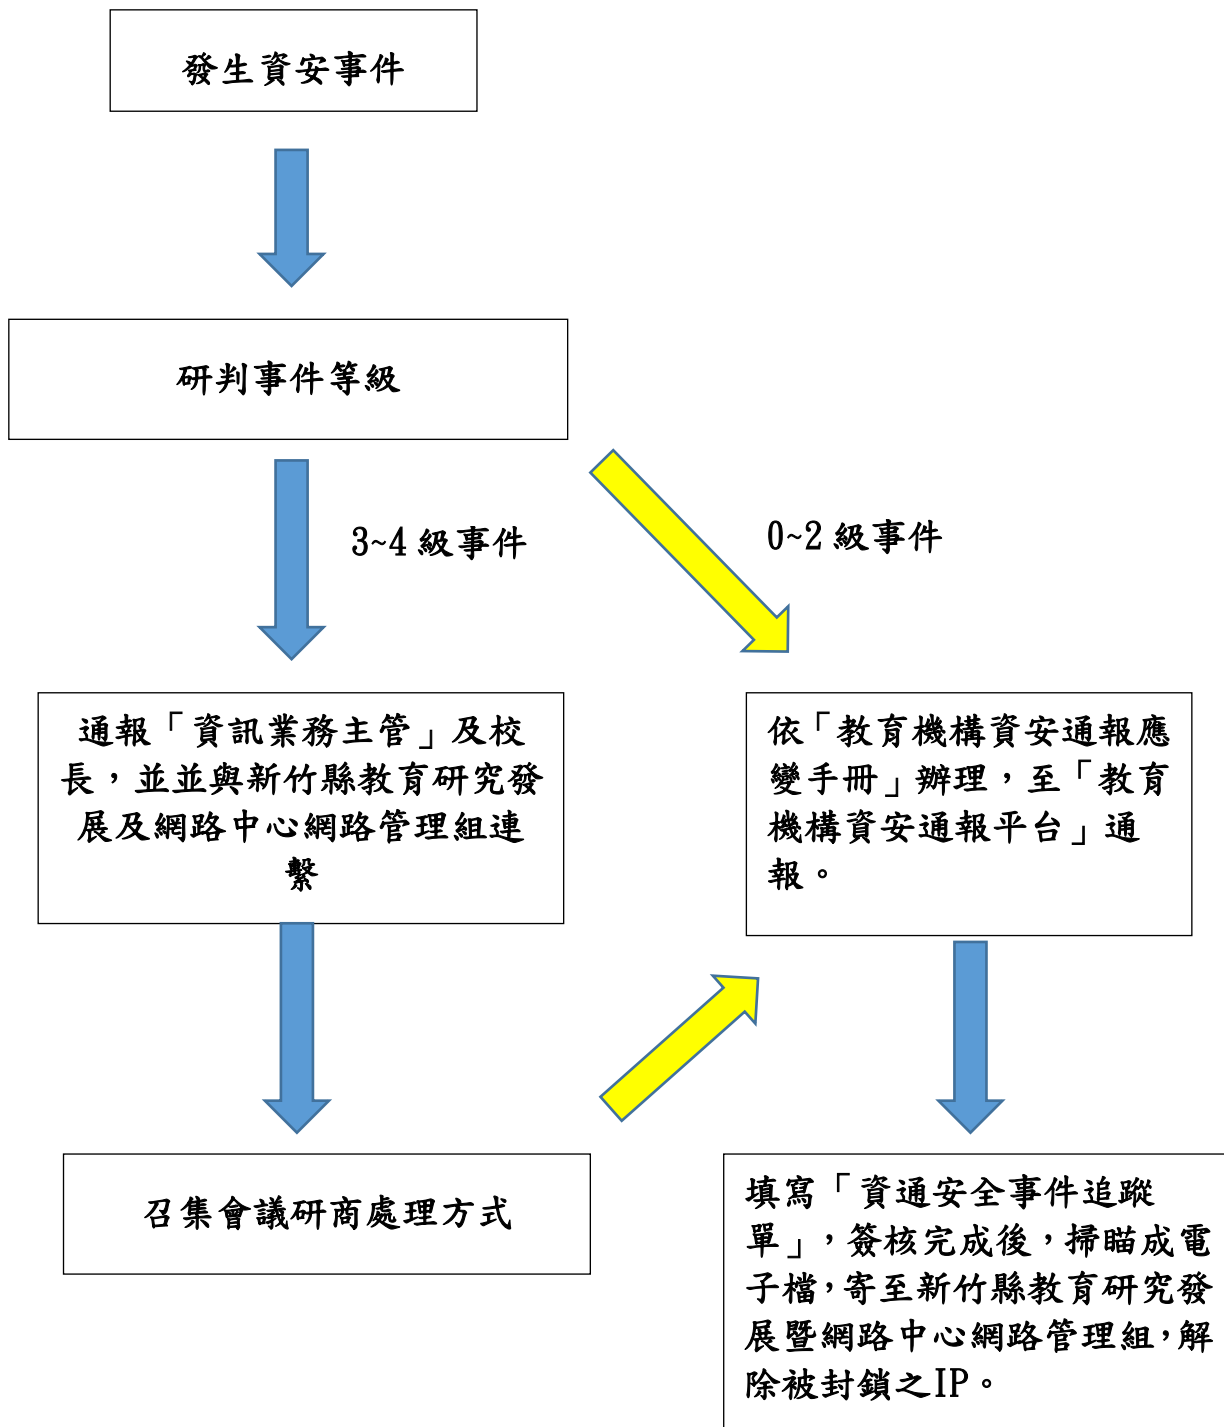 發生資安事件
研判事件等級
3~4 級事件
0~2 級事件
通報「資訊業務主管」及校
長，並並與新竹縣教育研究發
展及網路中心網路管理組連
繫
依「教育機構資安通報應
變手冊」辦理，至「教育
機構資安通報平台」通
報。
召集會議研商處理方式
填寫「資通安全事件追蹤
單」，簽核完成後，掃瞄成電
子檔，寄至新竹縣教育研究發
展暨網路中心網路管理組，解
除被封鎖之IP。